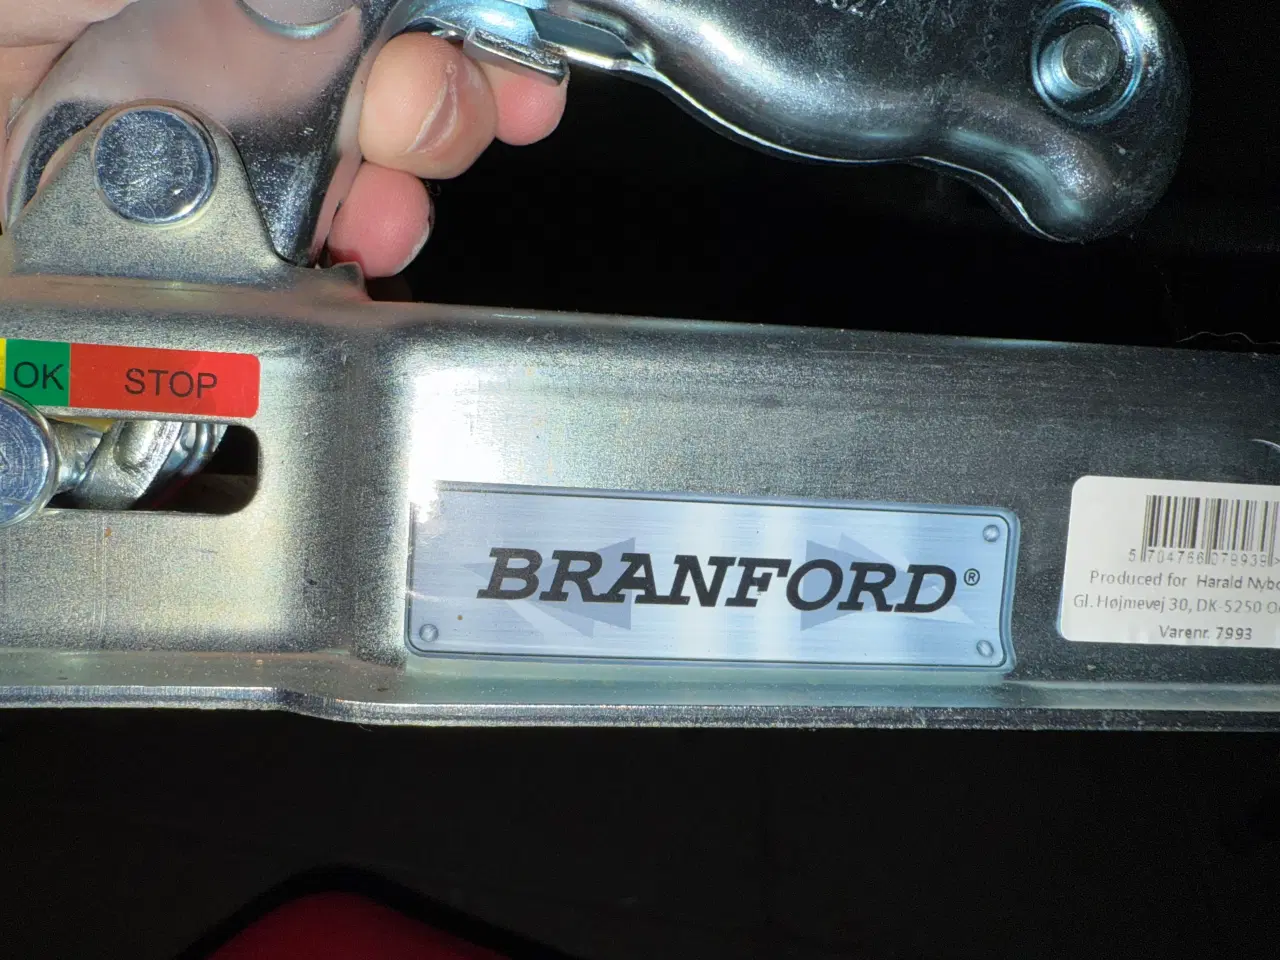 OK STOP
BRANFORD®
5 704766 079939 >
Produced for Harald
Gl. Højmevej 30, DK-5250
Varenr. 7993